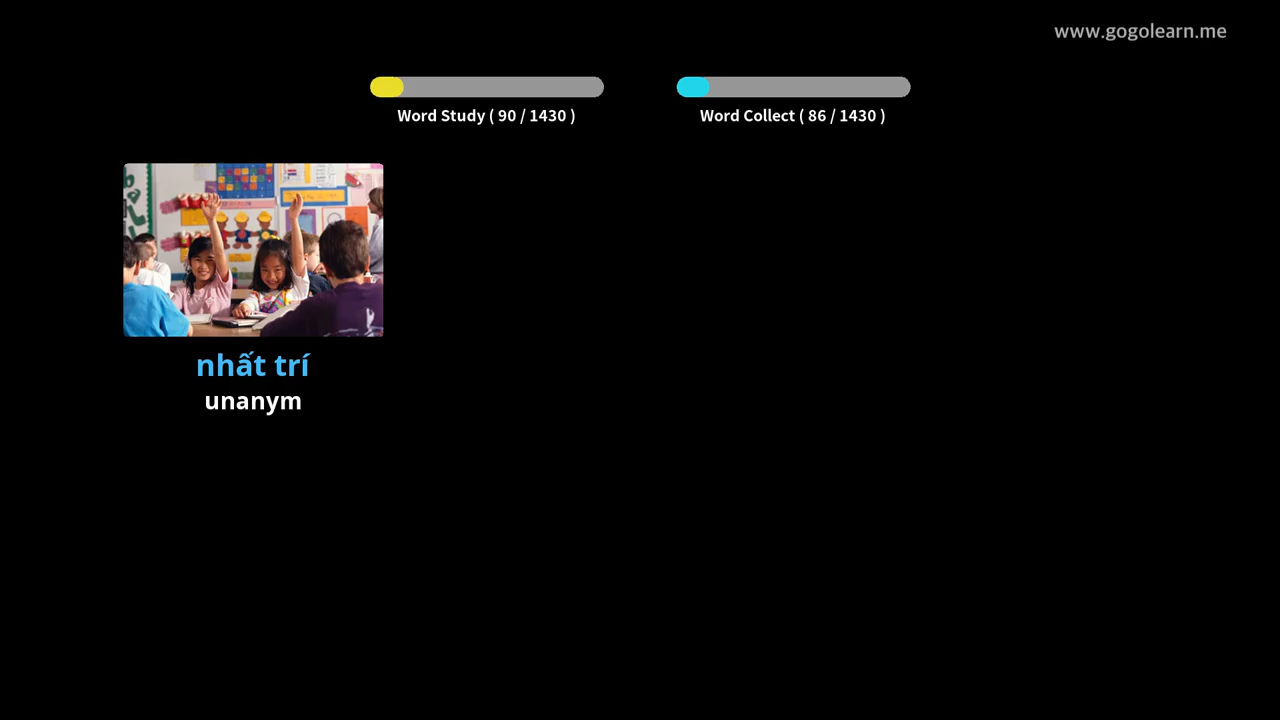 www.gogolearn.me
Word Study ( 90 / 1430 )
Word Collect ( 86 / 1430 )
nhất trí
unanym